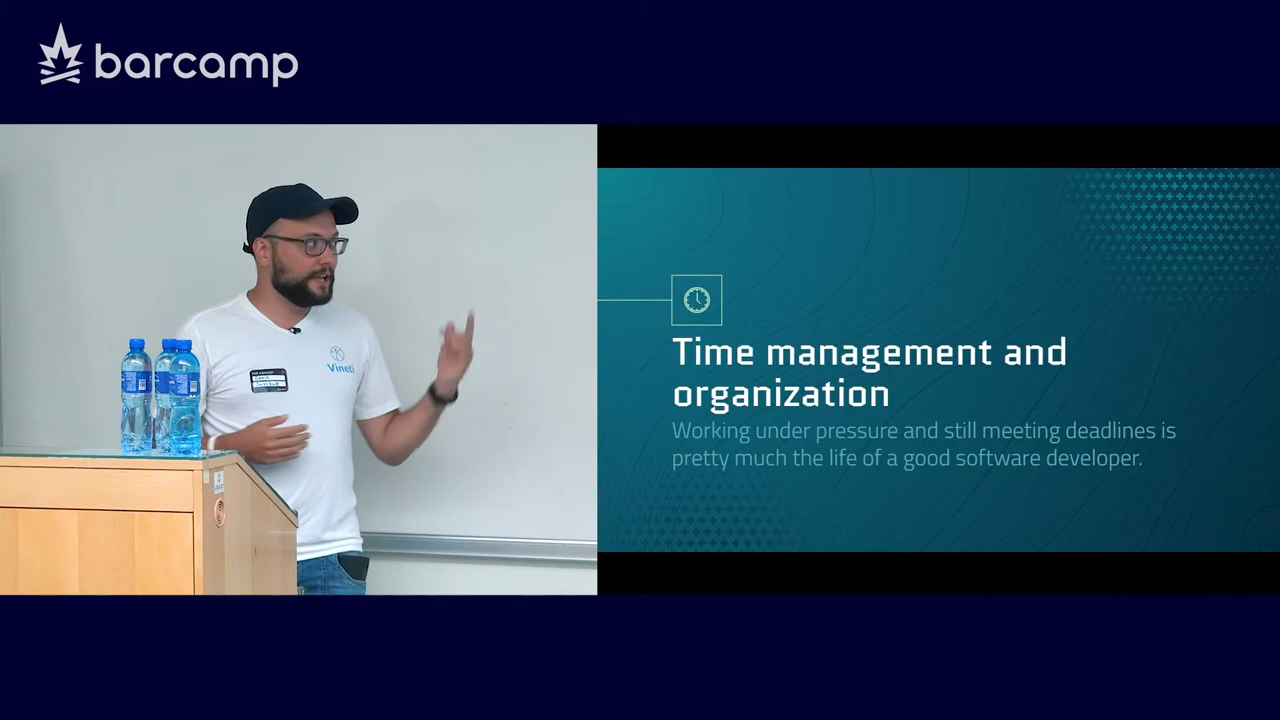 barcamp
Vineti
Time management and
organization
Working under pressure and still meeting deadlines is
pretty much the life of a good software developer.